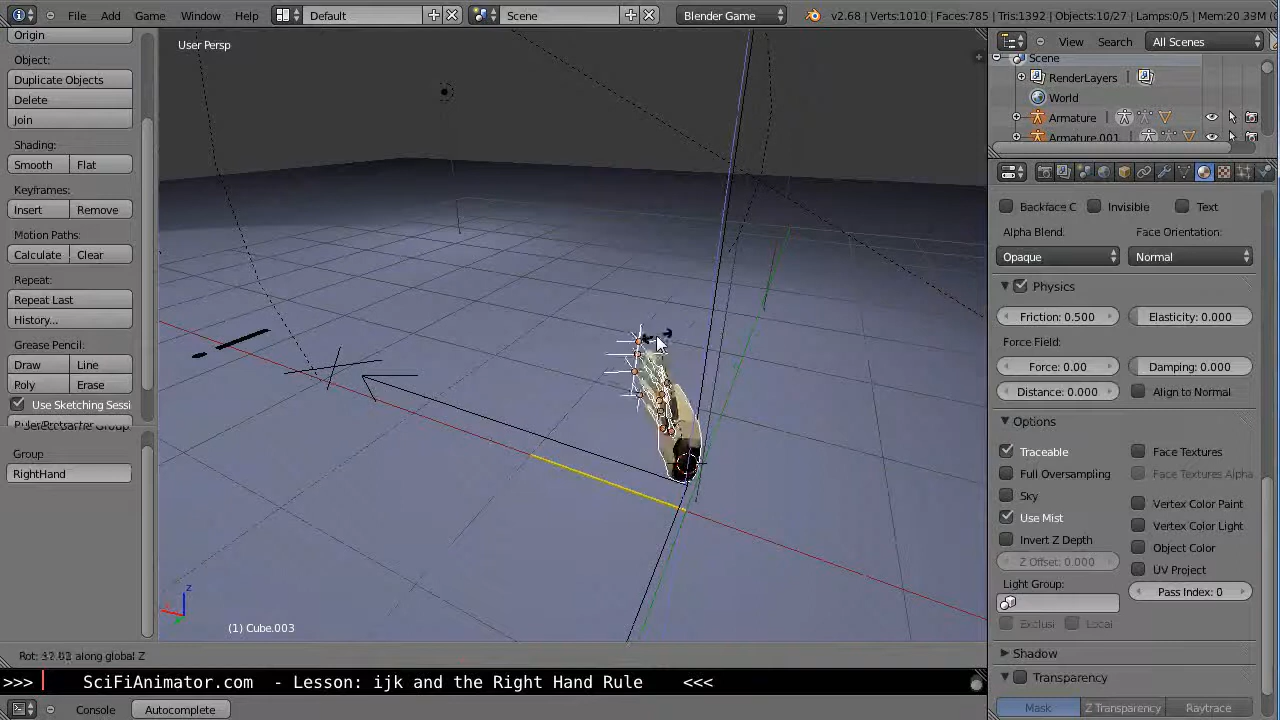 File Add Game Window Help Default Scene Blender Game v2.68 | Verts:1010 | Faces:785 | Tris:1392 | Objects:10/27 | Lamps:0/5 | Mem:20.39M
Origin
Object:
Duplicate Objects
Delete
Join
Shading:
Smooth Flat
Keyframes:
Insert Remove
Motion Paths:
Calculate Clear
Repeat:
Repeat Last
History...
Grease Pencil:
Draw Line
Poly Erase
Use Sketching Sessi
Group
RightHand
User Persp
(1) Cube.003
along global Z
View Search All Scenes
Scene
RenderLayers
World
Armature
Armature.001
Backface C Invisible Text
Alpha Blend: Face Orientation:
Opaque Normal
Physics
Friction: 0.500 Elasticity: 0.000
Force Field:
Force: 0.00 Damping: 0.000
Distance: 0.000 Align to Normal
Options
Traceable Face Textures
Full Oversampling Face Textures Alpha
Sky Vertex Color Paint
Use Mist Vertex Color Light
Invert Z Depth Object Color
Z Offset: 0.000 UV Project
Light Group: Pass Index: 0
Exclusi Local
Shadow
Transparency
Mask Z Transparency Raytrace
>>> SciFiAnimator.com - Lesson: ijk and the Right Hand Rule <<<
Console Autocomplete